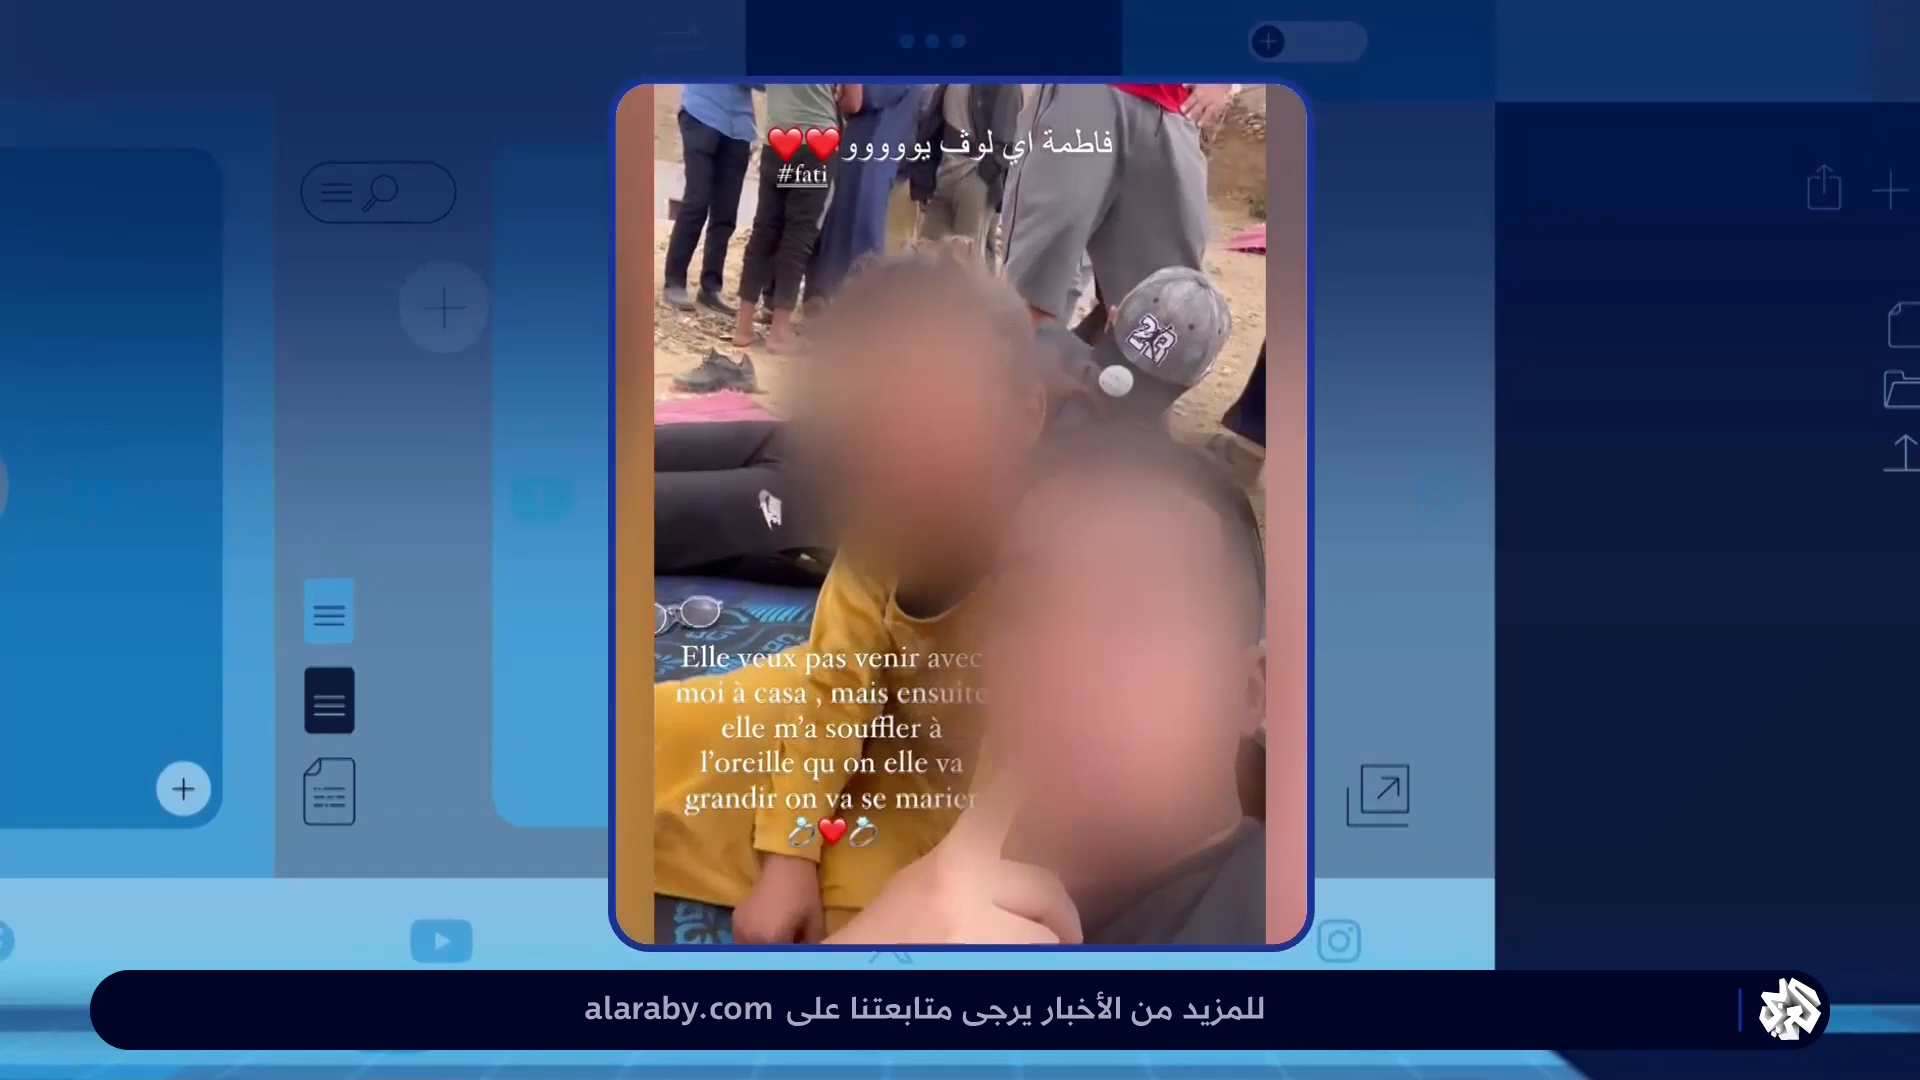 فاطمة اي لوڤ يووووو ❤️❤️
#fati
Elle veux pas venir avec
moi à casa , mais ensuite
elle m'a souffler à
l'oreille qu on elle va
grandir on va se marier
💍❤️💍
للمزيد من الأخبار يرجى متابعتنا على alaraby.com